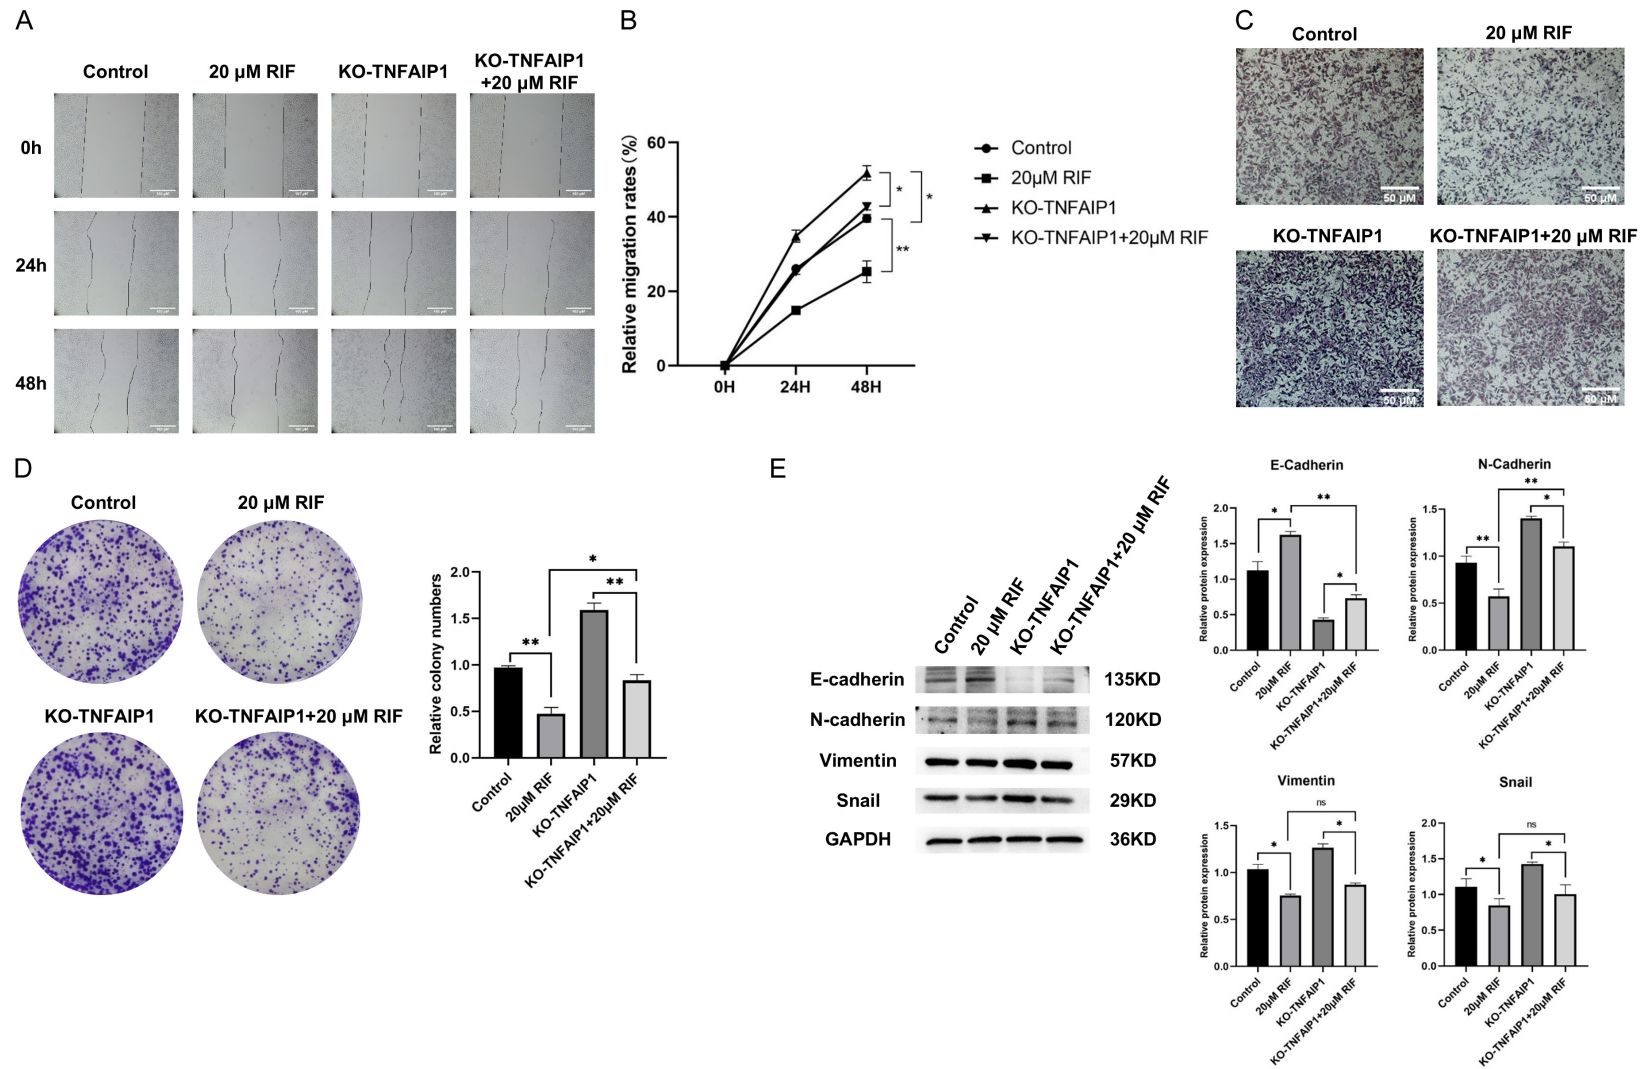 A
Control
20 μM RIF
KO-TNFAIP1
KO-TNFAIP1
+20 μM RIF
0h
24h
48h
B
Relative migration rates (%)
60
40
20
0
0H
24H
48H
*
*
**
Control
20μM RIF
KO-TNFAIP1
KO-TNFAIP1+20μM RIF
C
Control
20 μM RIF
50 μM
50 μM
KO-TNFAIP1
KO-TNFAIP1+20 μM RIF
50 μM
50 μM
D
Control
20 μM RIF
KO-TNFAIP1
KO-TNFAIP1+20 μM RIF
Relative colony numbers
2.0
1.5
1.0
0.5
0.0
**
*
**
Control
20μM RIF
KO-TNFAIP1
KO-TNFAIP1+20μM RIF
E
Control
20 μM RIF
KO-TNFAIP1
KO-TNFAIP1+20 μM RIF
E-cadherin
135KD
N-cadherin
120KD
Vimentin
57KD
Snail
29KD
GAPDH
36KD
E-Cadherin
Relative protein expression
2.0
1.5
1.0
0.5
0.0
*
**
*
Control
20μM RIF
KO-TNFAIP1
KO-TNFAIP1+20μM RIF
N-Cadherin
Relative protein expression
1.5
1.0
0.5
0.0
**
**
*
Control
20μM RIF
KO-TNFAIP1
KO-TNFAIP1+20μM RIF
Vimentin
Relative protein expression
1.5
1.0
0.5
0.0
*
ns
*
Control
20μM RIF
KO-TNFAIP1
KO-TNFAIP1+20μM RIF
Snail
Relative protein expression
2.0
1.5
1.0
0.5
0.0
*
ns
*
Control
20μM RIF
KO-TNFAIP1
KO-TNFAIP1+20μM RIF